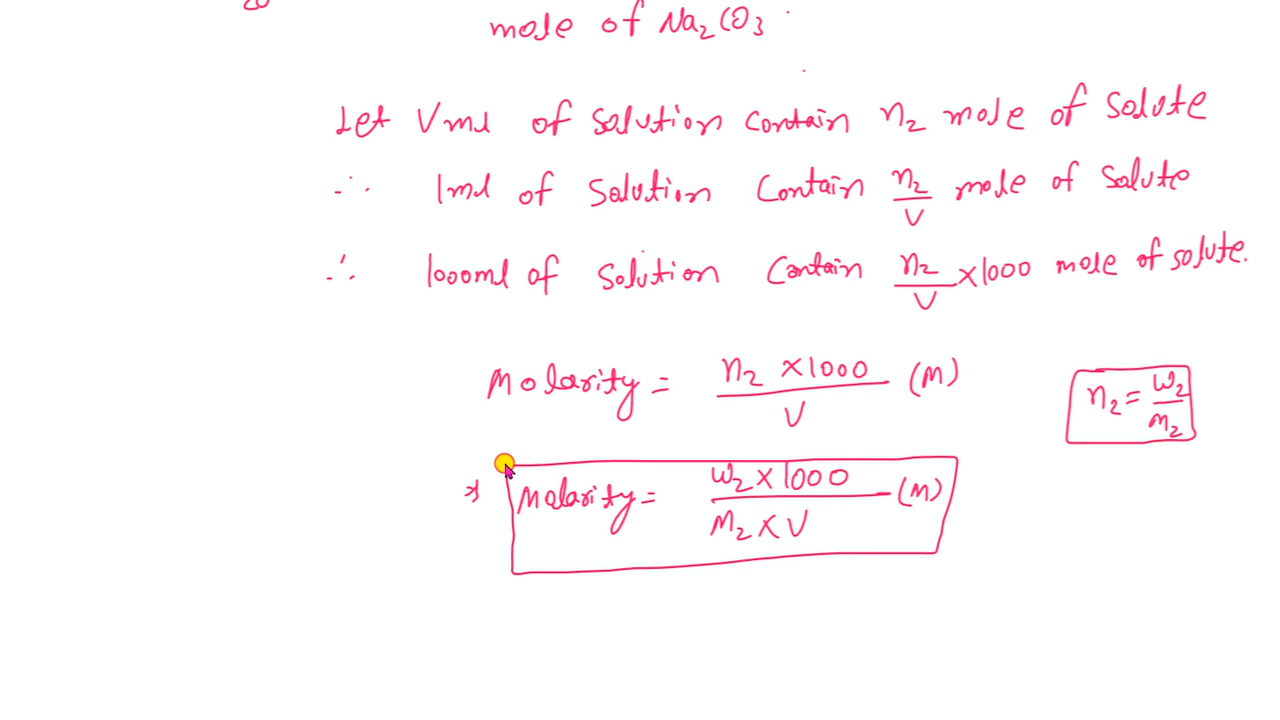 20
mole of Na₂CO₃
Let V ml of solution contain n₂ mole of solute
∴ 1ml of solution contain n₂/V mole of solute
∴ 1000ml of solution contain n₂/V ×1000 mole of solute.
Molarity = n₂ ×1000 / V (M)
n₂ = w₂/M₂
Molarity = w₂×1000 / M₂×V (M)